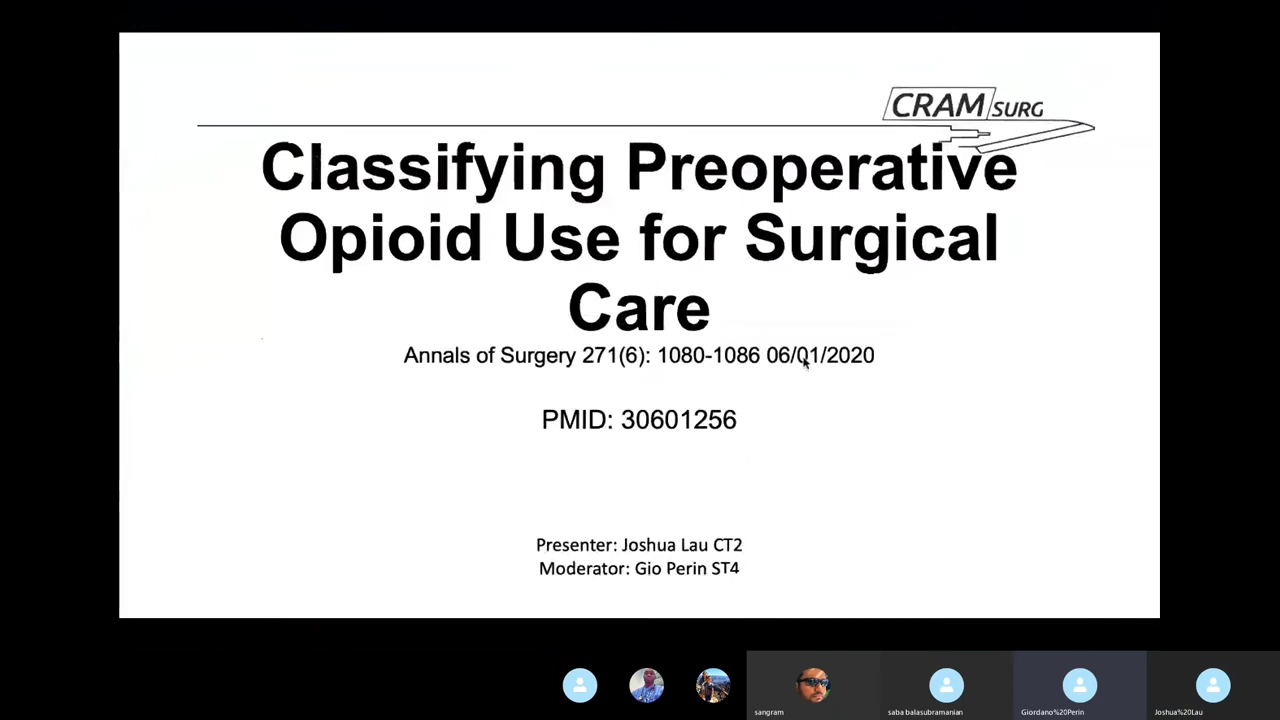 CRAM SURG
Classifying Preoperative
Opioid Use for Surgical
Care
Annals of Surgery 271(6): 1080-1086 06/01/2020
PMID: 30601256
Presenter: Joshua Lau CT2
Moderator: Gio Perin ST4
sangram
saba balasubramanian
Giordano%20Perin
Joshua%20Lau